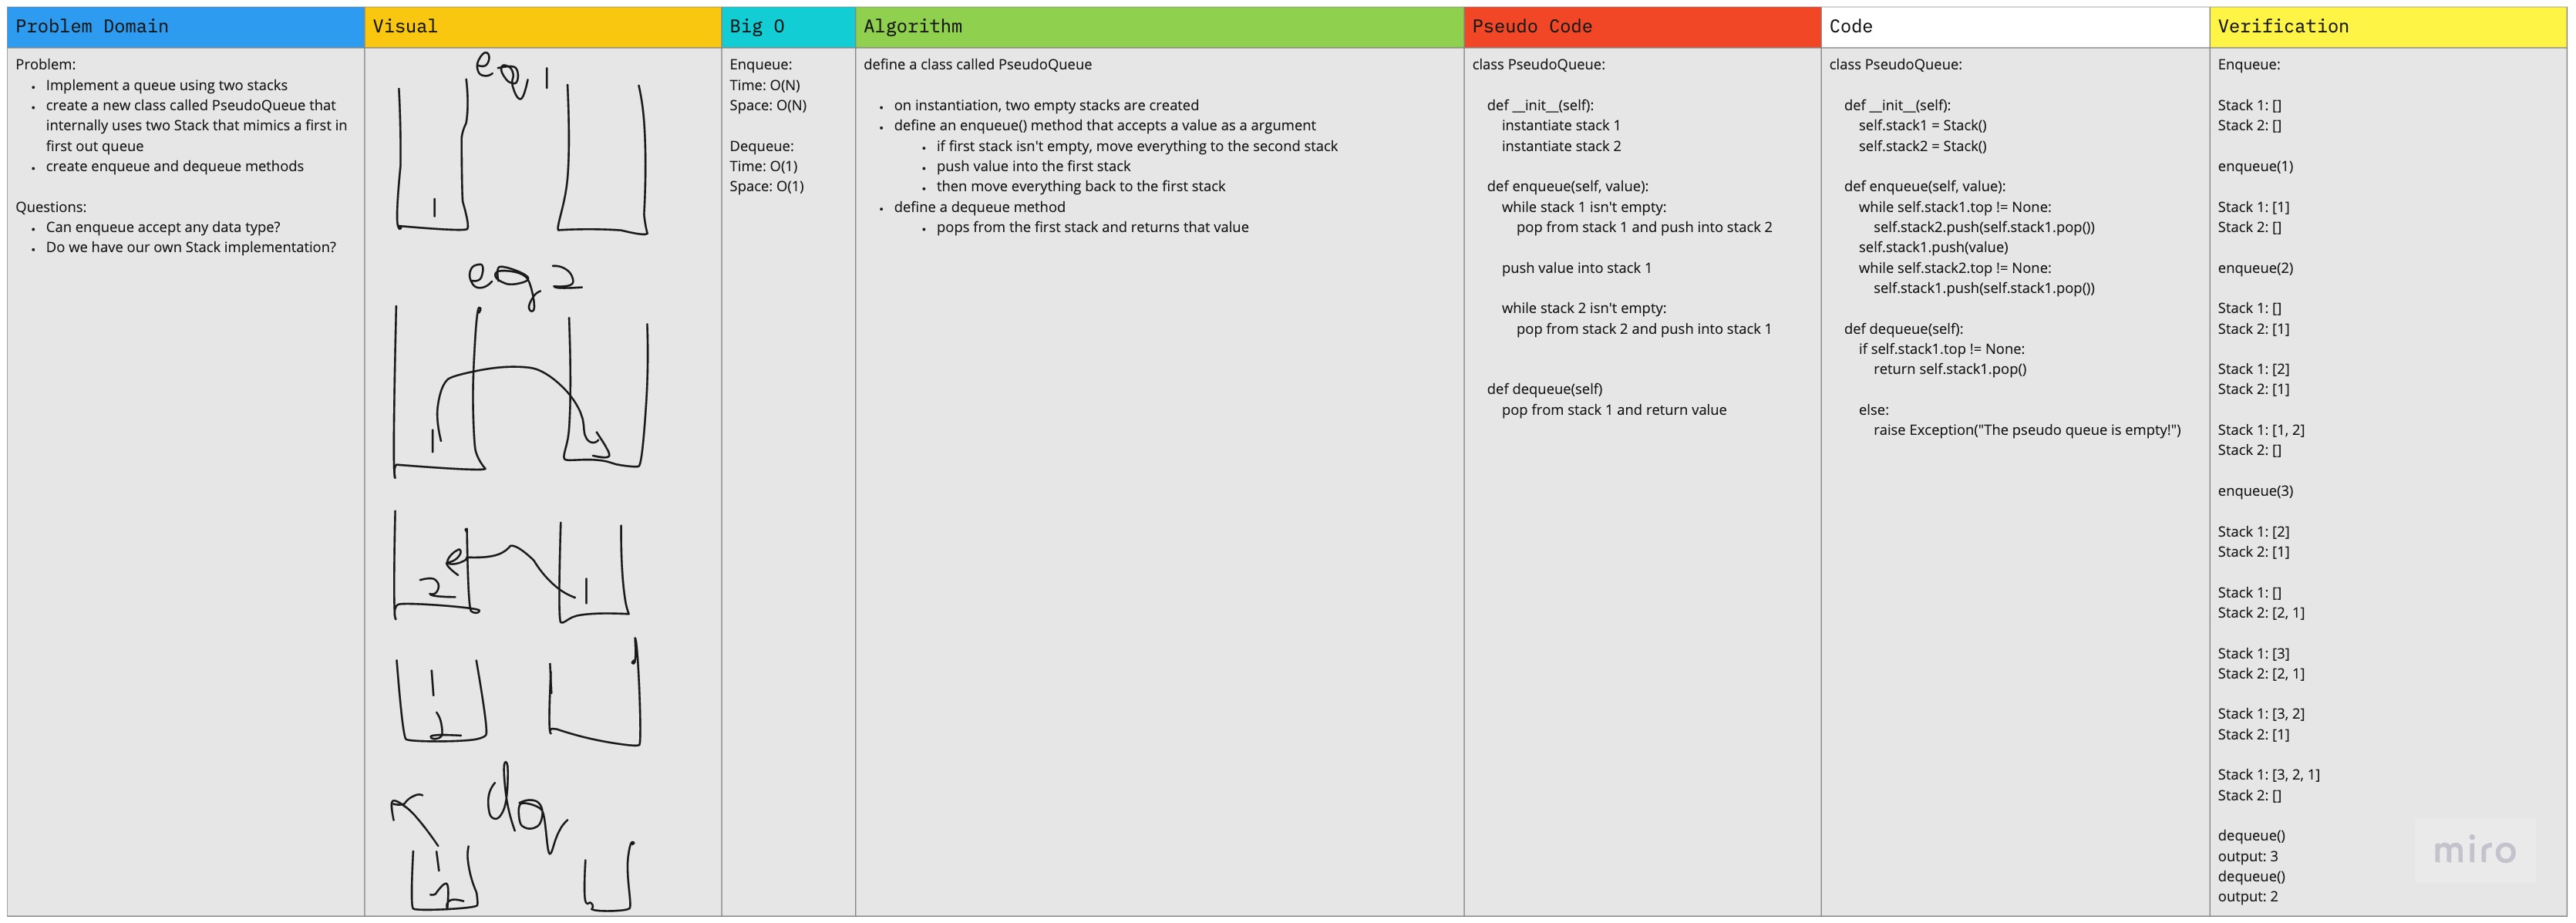 Problem Domain
Problem:
• Implement a queue using two stacks
• create a new class called PseudoQueue that
internally uses two Stack that mimics a first in
first out queue
• create enqueue and dequeue methods
Questions:
• Can enqueue accept any data type?
• Do we have our own Stack implementation?
Visual
eq 1
1
eq 2
1
2 1
1
2
dq
1
2
Big O
Enqueue:
Time: O(N)
Space: O(N)
Dequeue:
Time: O(1)
Space: O(1)
Algorithm
define a class called PseudoQueue
• on instantiation, two empty stacks are created
• define an enqueue() method that accepts a value as a argument
• if first stack isn't empty, move everything to the second stack
• push value into the first stack
• then move everything back to the first stack
• define a dequeue method
• pops from the first stack and returns that value
Pseudo Code
class PseudoQueue:
def __init__(self):
instantiate stack 1
instantiate stack 2
def enqueue(self, value):
while stack 1 isn't empty:
pop from stack 1 and push into stack 2
push value into stack 1
while stack 2 isn't empty:
pop from stack 2 and push into stack 1
def dequeue(self)
pop from stack 1 and return value
Code
class PseudoQueue:
def __init__(self):
self.stack1 = Stack()
self.stack2 = Stack()
def enqueue(self, value):
while self.stack1.top != None:
self.stack2.push(self.stack1.pop())
self.stack1.push(value)
while self.stack2.top != None:
self.stack1.push(self.stack1.pop())
def dequeue(self):
if self.stack1.top != None:
return self.stack1.pop()
else:
raise Exception("The pseudo queue is empty!")
Verification
Enqueue:
Stack 1: []
Stack 2: []
enqueue(1)
Stack 1: [1]
Stack 2: []
enqueue(2)
Stack 1: []
Stack 2: [1]
Stack 1: [2]
Stack 2: [1]
Stack 1: [1, 2]
Stack 2: []
enqueue(3)
Stack 1: [2]
Stack 2: [1]
Stack 1: []
Stack 2: [2, 1]
Stack 1: [3]
Stack 2: [2, 1]
Stack 1: [3, 2]
Stack 2: [1]
Stack 1: [3, 2, 1]
Stack 2: []
dequeue()
output: 3
dequeue()
output: 2
miro